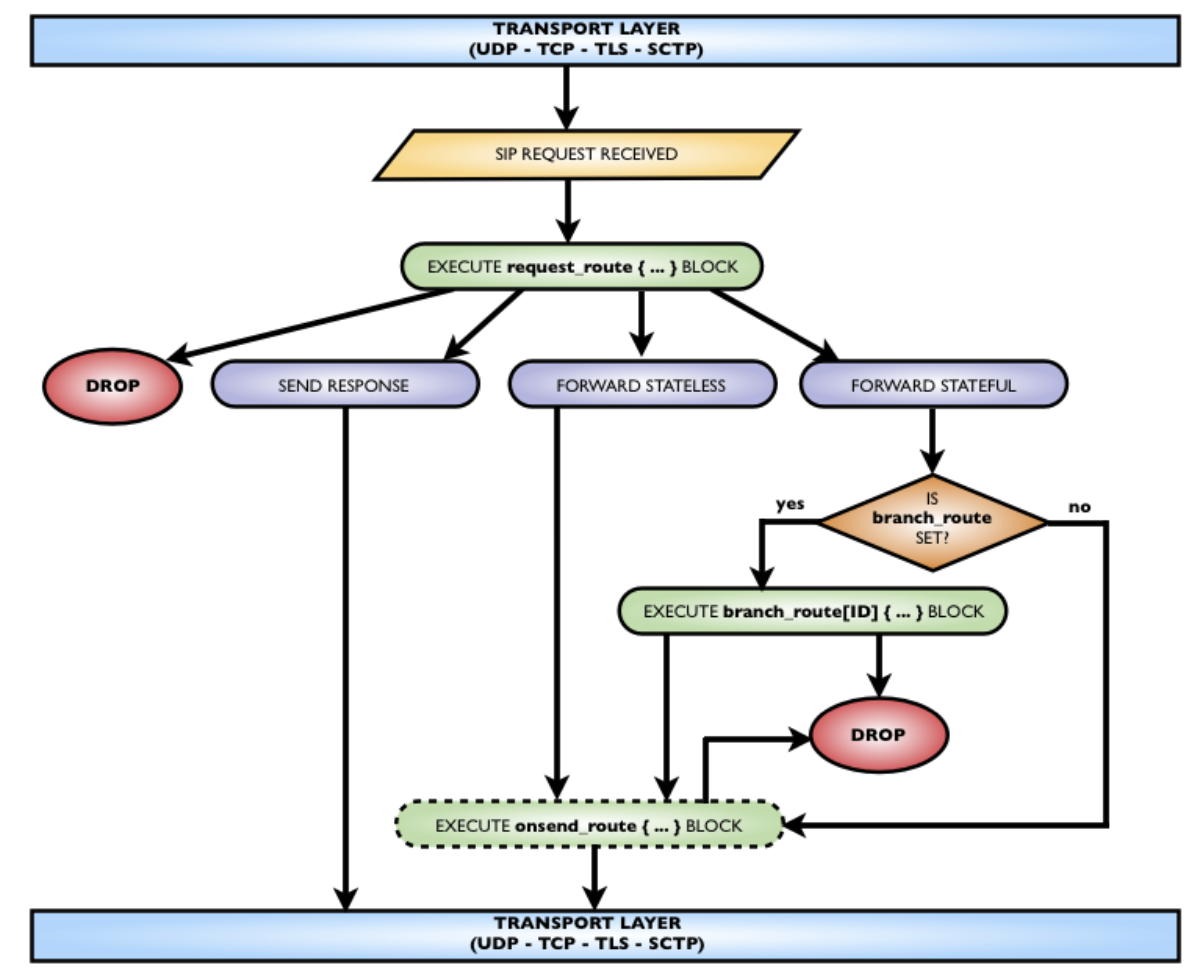 TRANSPORT LAYER
(UDP - TCP - TLS - SCTP)
SIP REQUEST RECEIVED
EXECUTE request_route { ... } BLOCK
DROP
SEND RESPONSE
FORWARD STATELESS
FORWARD STATEFUL
IS
branch_route
SET?
yes
no
EXECUTE branch_route[ID] { ... } BLOCK
DROP
EXECUTE onsend_route { ... } BLOCK
TRANSPORT LAYER
(UDP - TCP - TLS - SCTP)